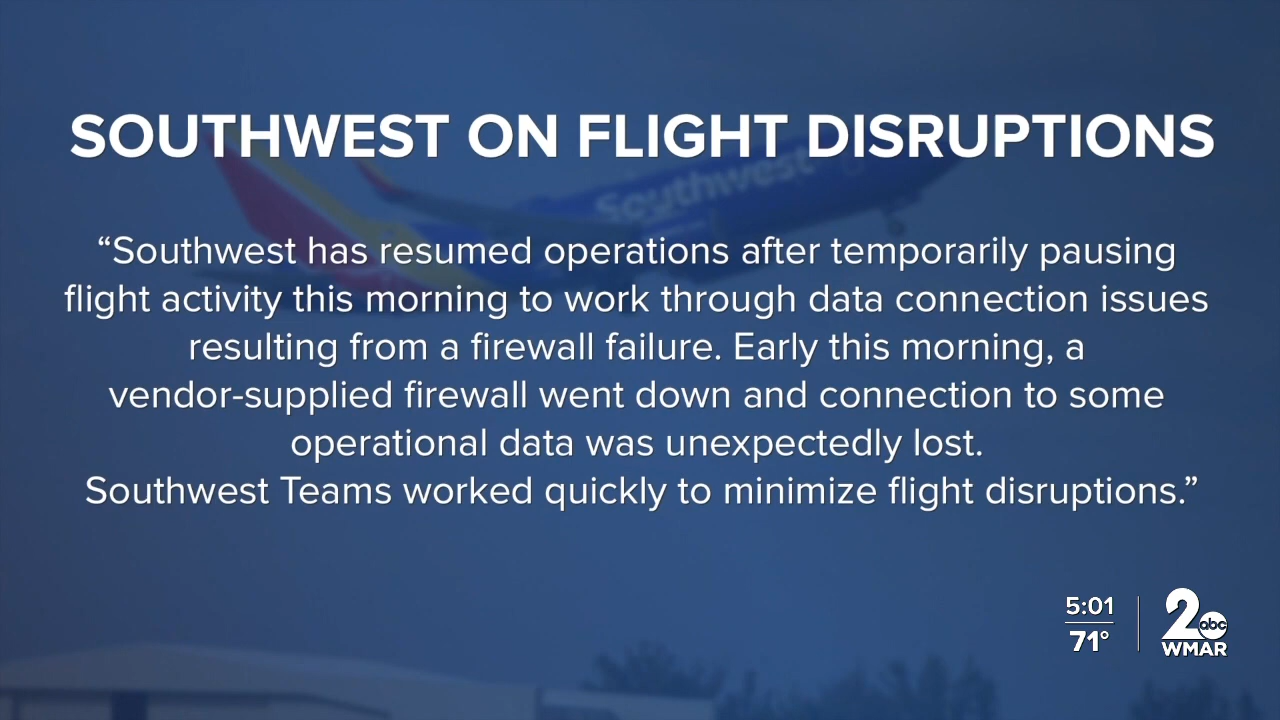 SOUTHWEST ON FLIGHT DISRUPTIONS
Southwest
“Southwest has resumed operations after temporarily pausing
flight activity this morning to work through data connection issues
resulting from a firewall failure. Early this morning, a
vendor-supplied firewall went down and connection to some
operational data was unexpectedly lost.
Southwest Teams worked quickly to minimize flight disruptions.”
5:01
71°
2 abc
WMAR